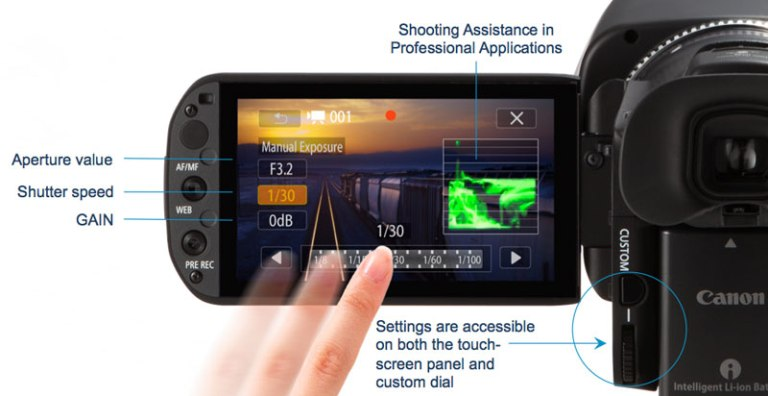 Shooting Assistance in
Professional Applications
001
Manual Exposure
Aperture value
F3.2
AF/MF
Shutter speed
1/30
WEB
GAIN
0dB
1/30
PRE REC
1/8
1/60
1/100
CUSTOM
Canon
Settings are accessible
on both the touch-
screen panel and
custom dial
Intelligent Li-ion